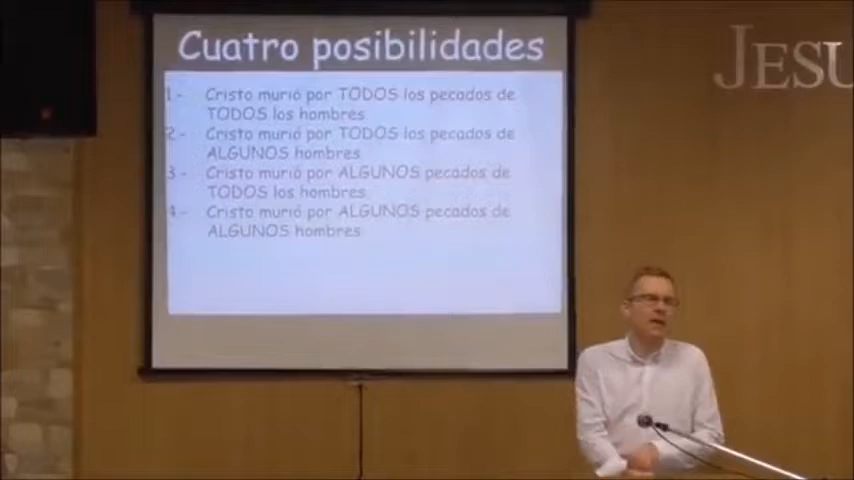 Cuatro posibilidades
1.- Cristo murió por TODOS los pecados de
TODOS los hombres
2.- Cristo murió por TODOS los pecados de
ALGUNOS hombres
3.- Cristo murió por ALGUNOS pecados de
TODOS los hombres.
4.- Cristo murió por ALGUNOS pecados de
ALGUNOS hombres.
JESU